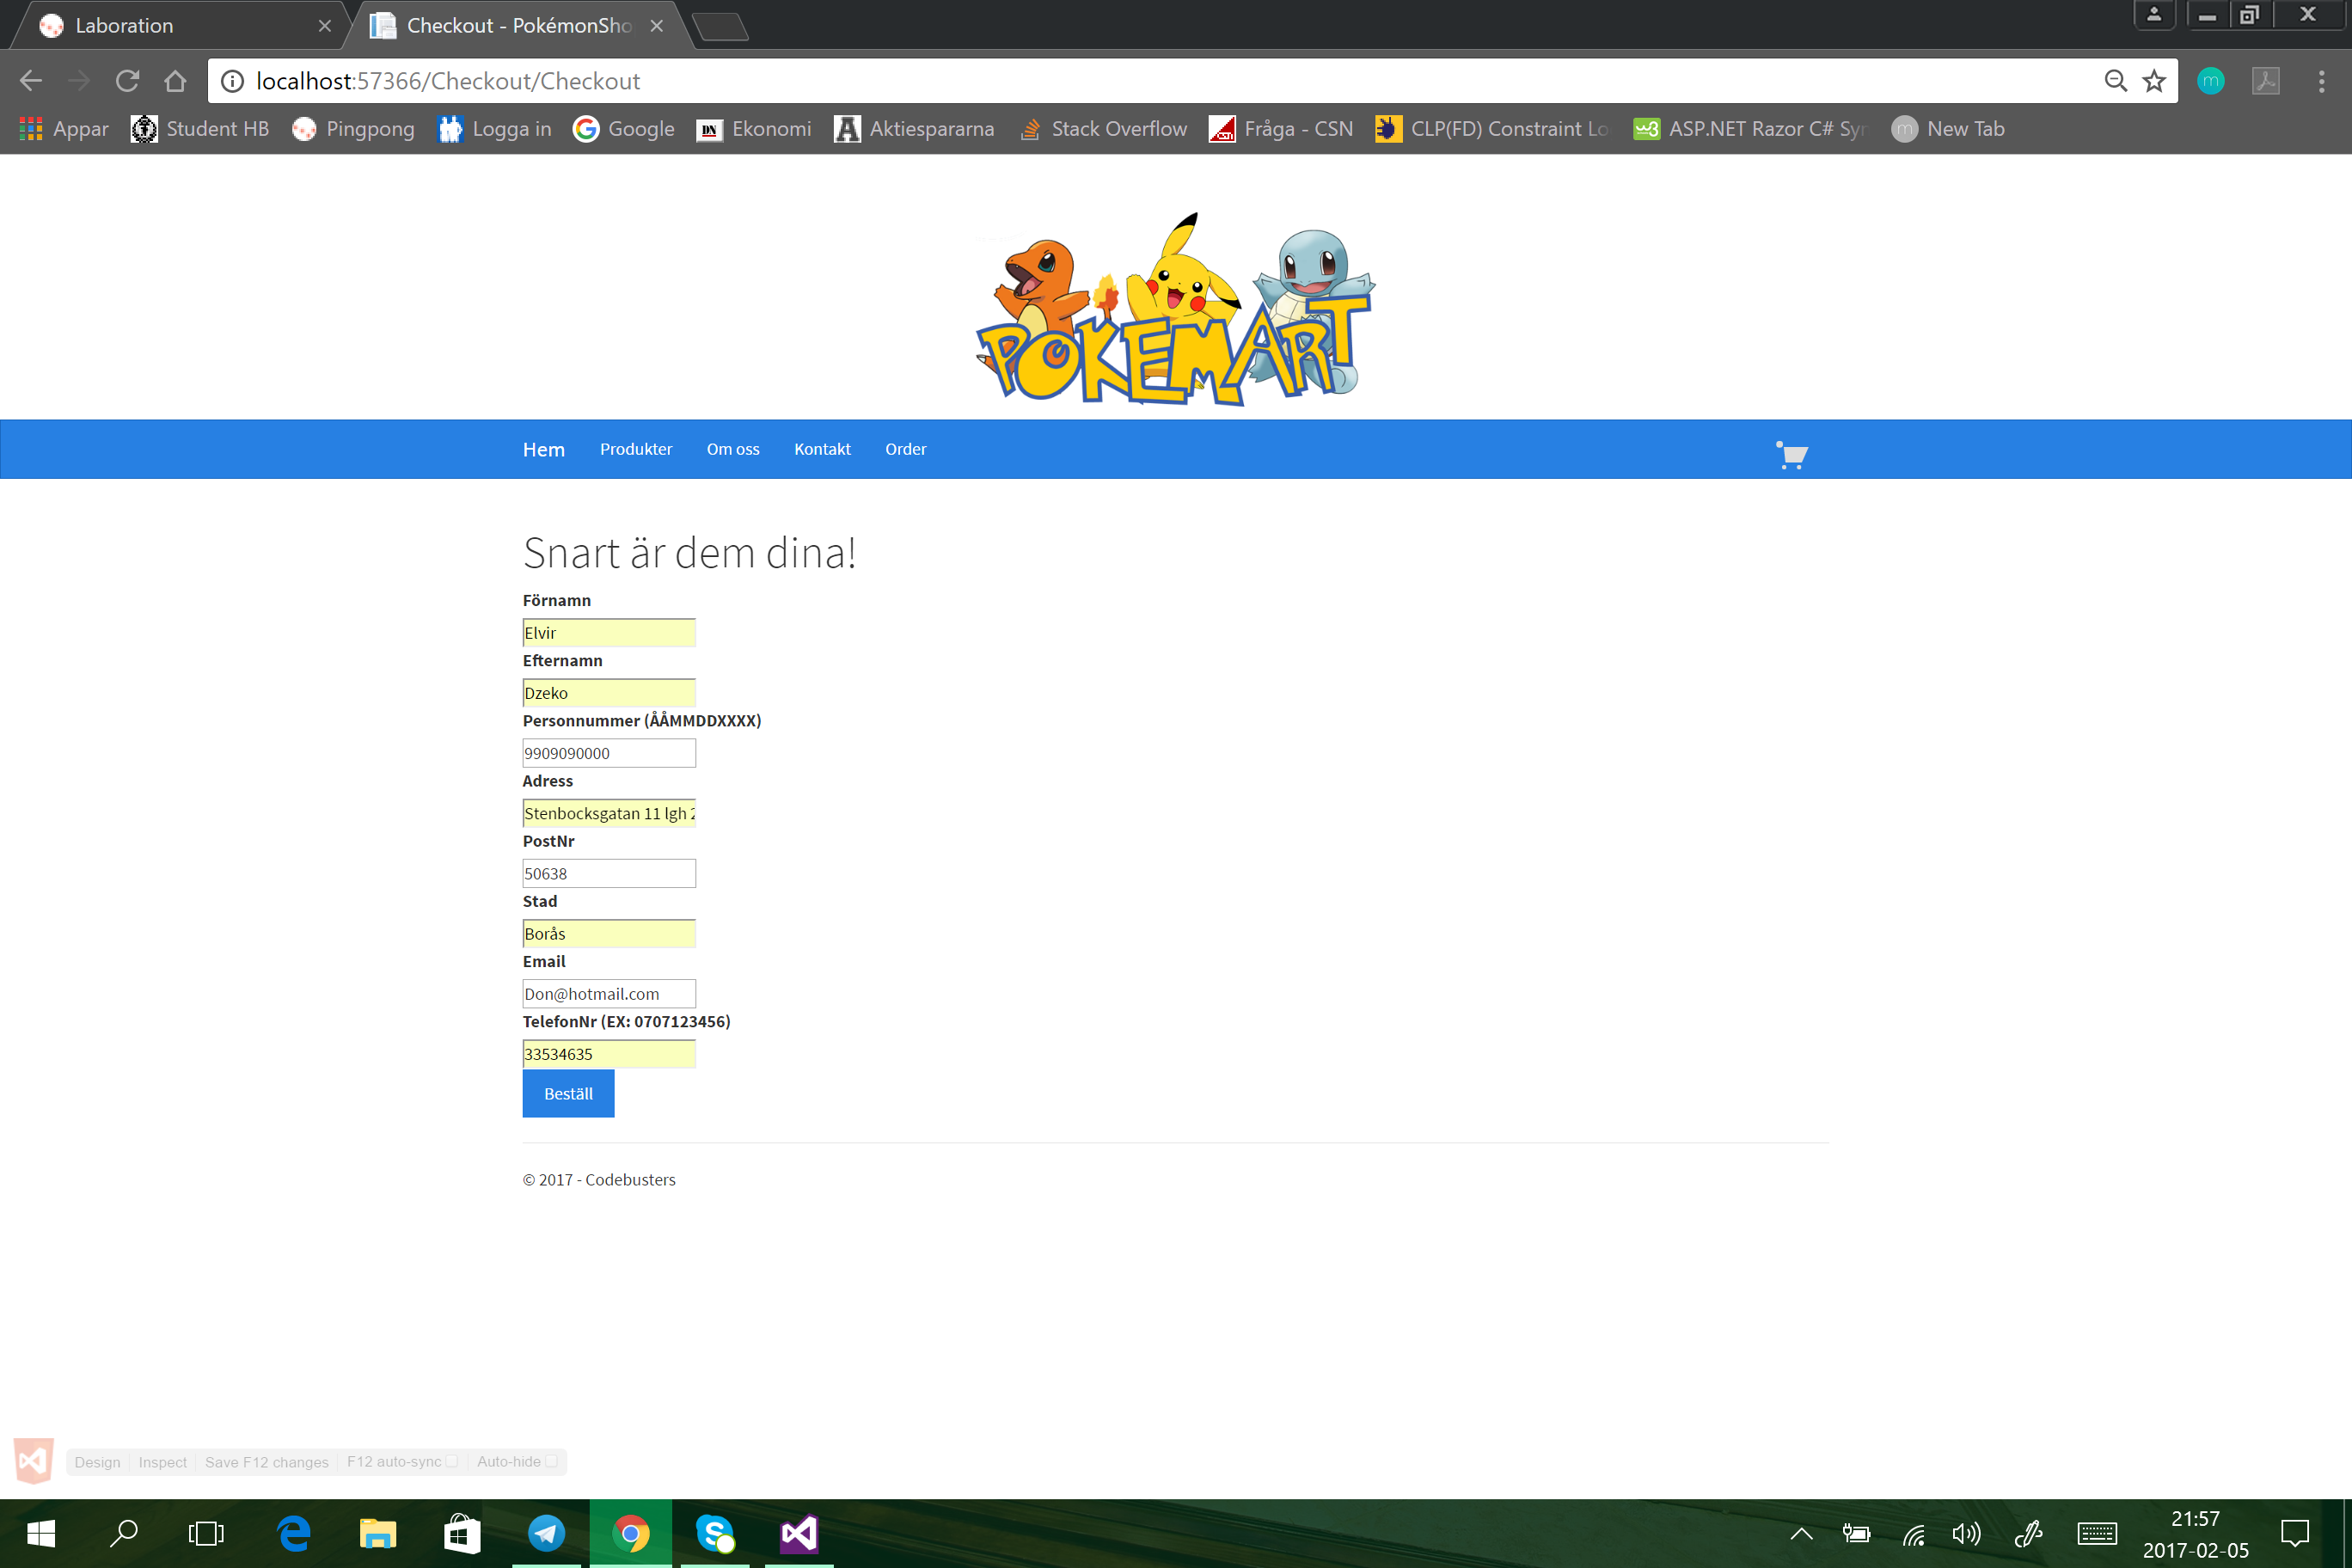 Laboration
Checkout - PokémonSho
localhost:57366/Checkout/Checkout
Appar
Student HB
Pingpong
Logga in
Google
DN
Ekonomi
Aktiespararna
Stack Overflow
Fråga - CSN
CLP(FD) Constraint Lo
ASP.NET Razor C# Syn
New Tab
POKEMART
Hem
Produkter
Om oss
Kontakt
Order
Snart är dem dina!
Förnamn
Elvir
Efternamn
Dzeko
Personnummer (ÅÅMMDDXXXX)
9909090000
Adress
Stenbocksgatan 11 lgh 2
PostNr
50638
Stad
Borås
Email
Don@hotmail.com
TelefonNr (EX: 0707123456)
33534635
Beställ
© 2017 - Codebusters
Design
Inspect
Save F12 changes
F12 auto-sync
Auto-hide
21:57
2017-02-05